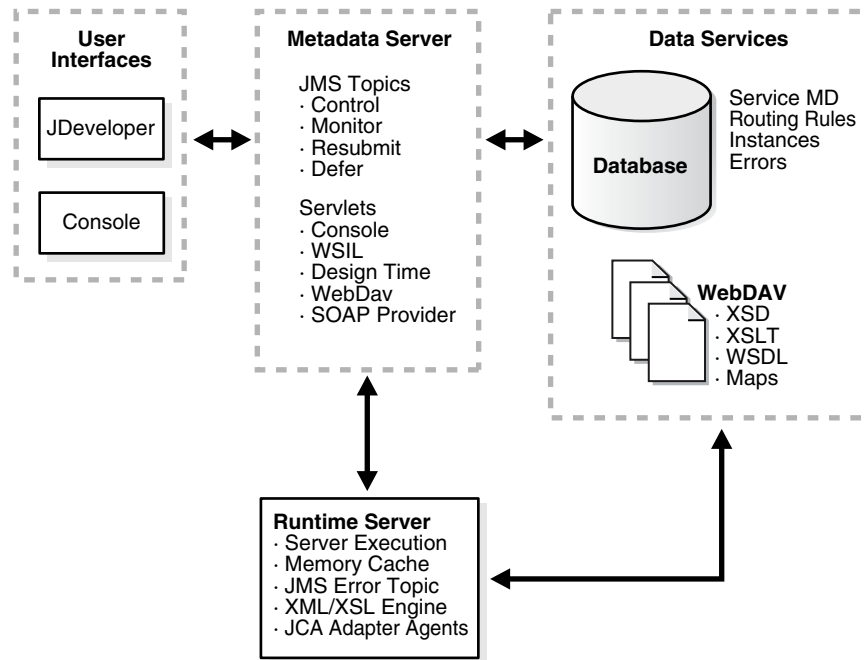 User
Interfaces
JDeveloper
Console
Metadata Server
JMS Topics
· Control
· Monitor
· Resubmit
· Defer
Servlets
· Console
· WSIL
· Design Time
· WebDav
· SOAP Provider
Data Services
Database
Service MD
Routing Rules
Instances
Errors
WebDAV
· XSD
· XSLT
· WSDL
· Maps
Runtime Server
· Server Execution
· Memory Cache
· JMS Error Topic
· XML/XSL Engine
· JCA Adapter Agents